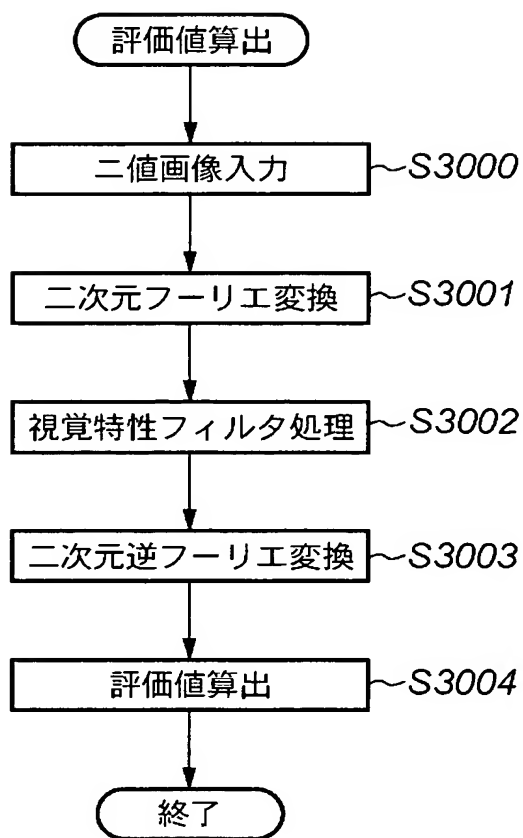 評価値算出
二値画像入力 S3000
二次元フーリエ変換 S3001
視覚特性フィルタ処理 S3002
二次元逆フーリエ変換 S3003
評価値算出 S3004
終了